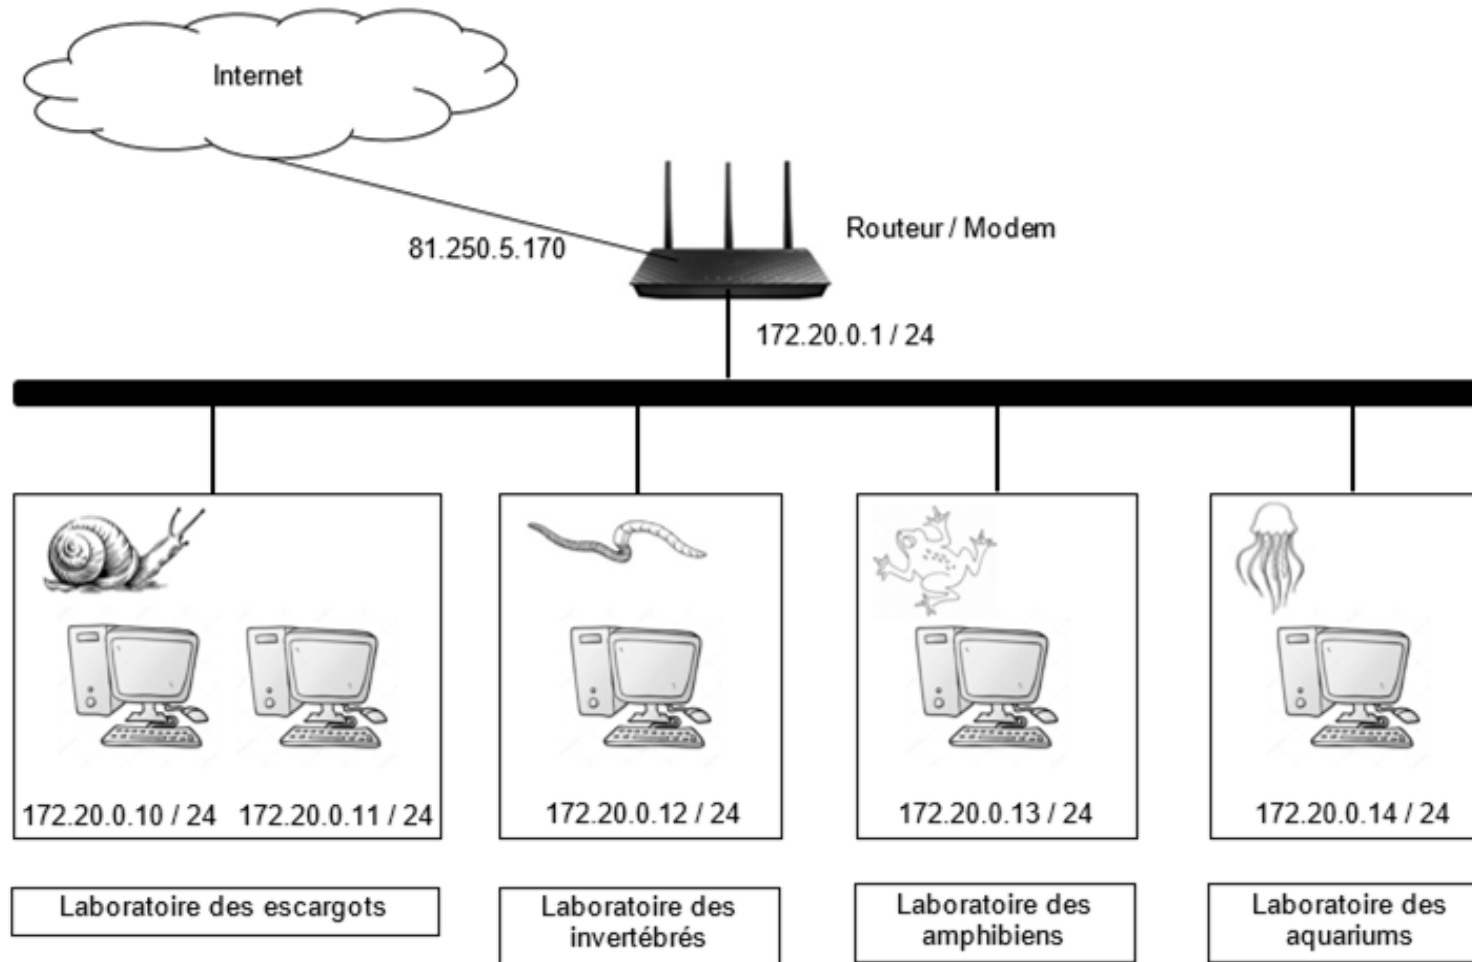 Internet
Routeur / Modem
81.250.5.170
172.20.0.1 / 24
172.20.0.10 / 24
172.20.0.11 / 24
172.20.0.12 / 24
172.20.0.13 / 24
172.20.0.14 / 24
Laboratoire des escargots
Laboratoire des
invertébrés
Laboratoire des
amphibiens
Laboratoire des
aquariums